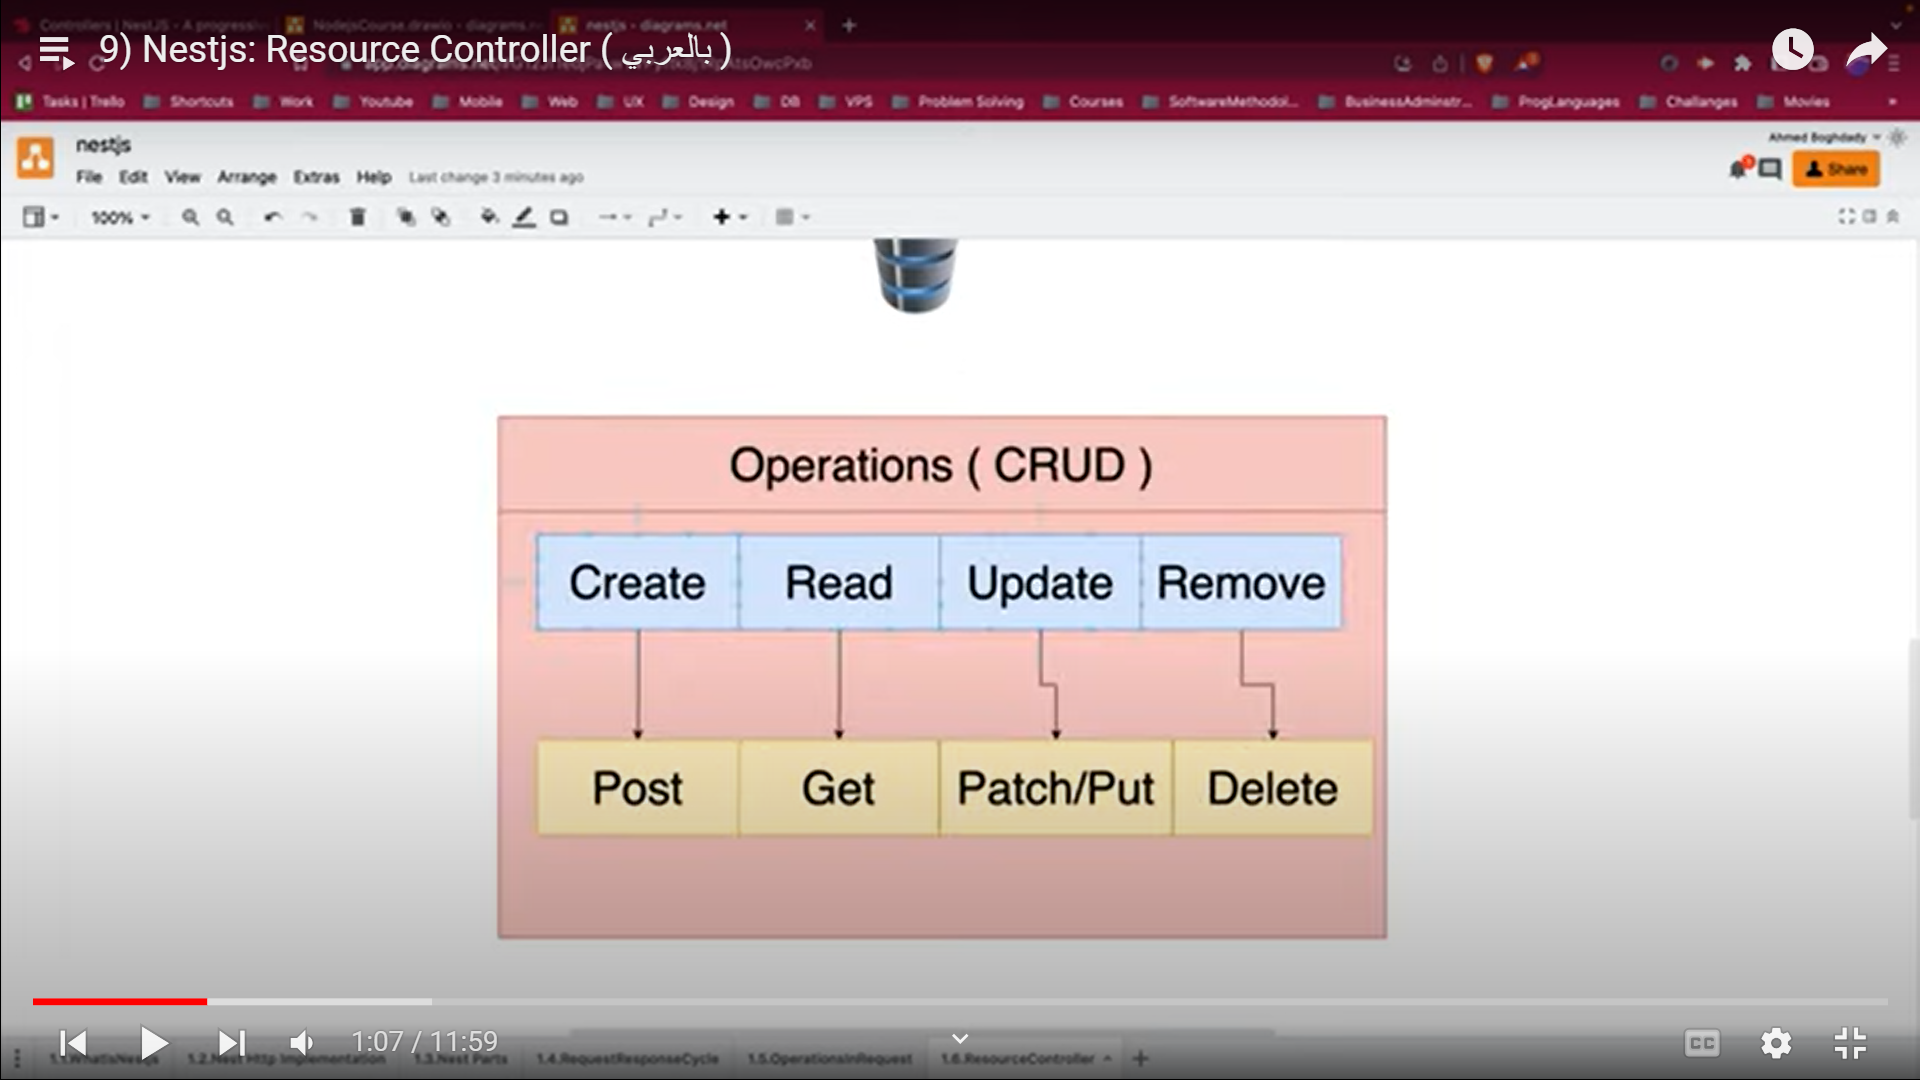 Controllers | NestJS - A progressive
NodejsCourse.drawio - diagrams.n
nestjs - diagrams.net
9) Nestjs: Resource Controller ( بالعربي )
Tasks | Trello Shortcuts Work Youtube Mobile Web UX Design DB VPS Problem Solving Courses SoftwareMethodol... BusinessAdminstr... ProgLanguages Challanges Movies
nestjs
Ahmed Boghdady
File Edit View Arrange Extras Help Last change 3 minutes ago
Share
100%
Operations ( CRUD )
Create Read Update Remove
Post Get Patch/Put Delete
1:07 / 11:59
CC
1.1.WhatIsNestjs 1.2.Nest Http Implementation 1.3.Nest Parts 1.4.RequestResponseCycle 1.5.OperationsInRequest 1.6.ResourceController